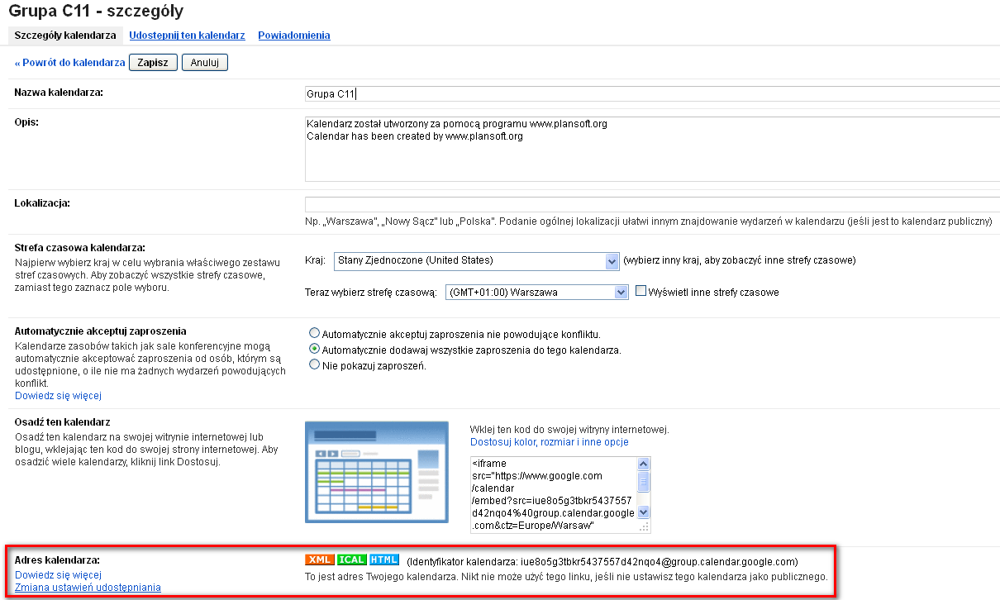 Grupa C11 - szczegóły
Szczegóły kalendarza Udostępnij ten kalendarz Powiadomienia
« Powrót do kalendarza Zapisz Anuluj
Nazwa kalendarza: Grupa C11
Opis: Kalendarz został utworzony za pomocą programu www.plansoft.org
Calendar has been created by www.plansoft.org
Lokalizacja:
Np. „Warszawa”, „Nowy Sącz” lub „Polska”. Podanie ogólnej lokalizacji ułatwi innym znajdowanie wydarzeń w kalendarzu (jeśli jest to kalendarz publiczny)
Strefa czasowa kalendarza:
Najpierw wybierz kraj w celu wybrania właściwego zestawu
stref czasowych. Aby zobaczyć wszystkie strefy czasowe,
zamiast tego zaznacz pole wyboru.
Kraj: Stany Zjednoczone (United States) (wybierz inny kraj, aby zobaczyć inne strefy czasowe)
Teraz wybierz strefę czasową: (GMT+01:00) Warszawa Wyświetl inne strefy czasowe
Automatycznie akceptuj zaproszenia
Kalendarze zasobów takich jak sale konferencyjne mogą
automatycznie akceptować zaproszenia od osób, którym są
udostępnione, o ile nie ma żadnych wydarzeń powodujących
konflikt.
Dowiedz się więcej
Automatycznie akceptuj zaproszenia nie powodujące konfliktu.
Automatycznie dodawaj wszystkie zaproszenia do tego kalendarza.
Nie pokazuj zaproszeń.
Osadź ten kalendarz
Osadź ten kalendarz na swojej witrynie internetowej lub
blogu, wklejając ten kod do swojej strony internetowej. Aby
osadzić wiele kalendarzy, kliknij link Dostosuj.
Wklej ten kod do swojej witryny internetowej.
Dostosuj kolor, rozmiar i inne opcje
<iframe
src="https://www.google.com
/calendar
/embed?src=iue8o5g3tbkr5437557
d42nqo4%40group.calendar.google
.com&ctz=Europe/Warsaw"
Adres kalendarza:
Dowiedz się więcej
Zmiana ustawień udostępniania
XML ICAL HTML (Identyfikator kalendarza: iue8o5g3tbkr5437557d42nqo4@group.calendar.google.com)
To jest adres Twojego kalendarza. Nikt nie może użyć tego linku, jeśli nie ustawisz tego kalendarza jako publicznego.